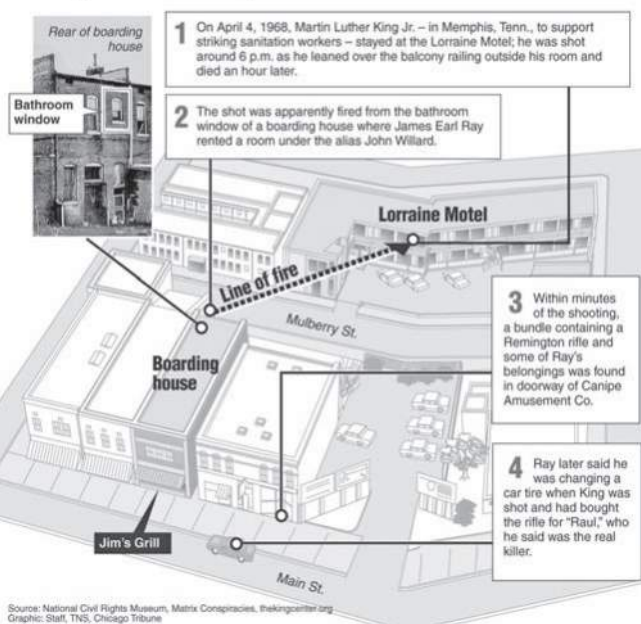 Rear of boarding
house
Bathroom
window
1 On April 4, 1968, Martin Luther King Jr. – in Memphis, Tenn., to support
striking sanitation workers – stayed at the Lorraine Motel; he was shot
around 6 p.m. as he leaned over the balcony railing outside his room and
died an hour later.
2 The shot was apparently fired from the bathroom
window of a boarding house where James Earl Ray
rented a room under the alias John Willard.
Lorraine Motel
Line of fire
Mulberry St.
Boarding
house
3 Within minutes
of the shooting,
a bundle containing a
Remington rifle and
some of Ray's
belongings was found
in doorway of Canipe
Amusement Co.
4 Ray later said he
was changing a
car tire when King was
shot and had bought
the rifle for "Raul," who
he said was the real
killer.
Jim's Grill
Main St.
Source: National Civil Rights Museum, Matrix Conspiracies, thekingcenter.org
Graphic: Staff, TNS, Chicago Tribune